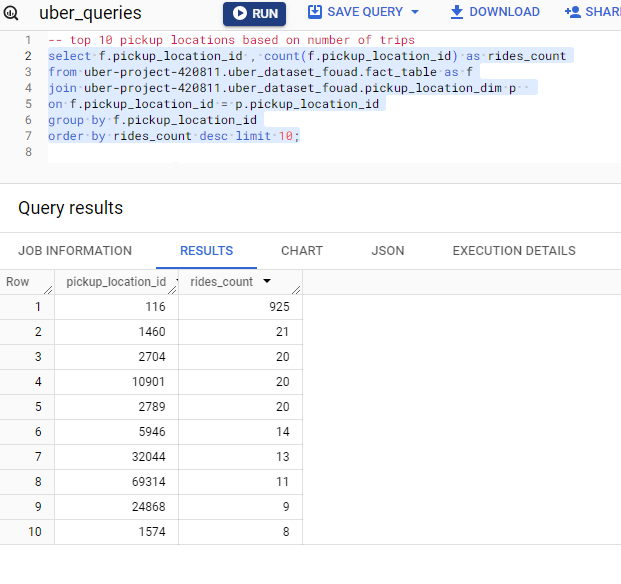 uber_queries RUN SAVE QUERY DOWNLOAD SHAR
1 -- top 10 pickup locations based on number of trips
2 select f.pickup_location_id , count(f.pickup_location_id) as rides_count
3 from uber-project-420811.uber_dataset_fouad.fact_table as f
4 join uber-project-420811.uber_dataset_fouad.pickup_location_dim p
5 on f.pickup_location_id = p.pickup_location_id
6 group by f.pickup_location_id
7 order by rides_count desc limit 10;
8
Query results
JOB INFORMATION RESULTS CHART JSON EXECUTION DETAILS
Row pickup_location_id rides_count
1 116 925
2 1460 21
3 2704 20
4 10901 20
5 2789 20
6 5946 14
7 32044 13
8 69314 11
9 24868 9
10 1574 8